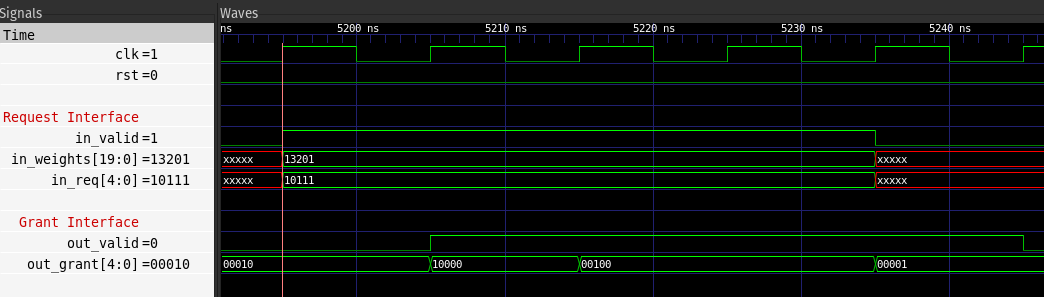 Signals
Waves
Time
ns
5200 ns
5210 ns
5220 ns
5230 ns
5240 ns
clk=1
rst=0
Request Interface
in_valid=1
in_weights[19:0]=13201
xxxxx
13201
xxxxx
in_req[4:0]=10111
xxxxx
10111
xxxxx
Grant Interface
out_valid=0
out_grant[4:0]=00010
00010
10000
00100
00001